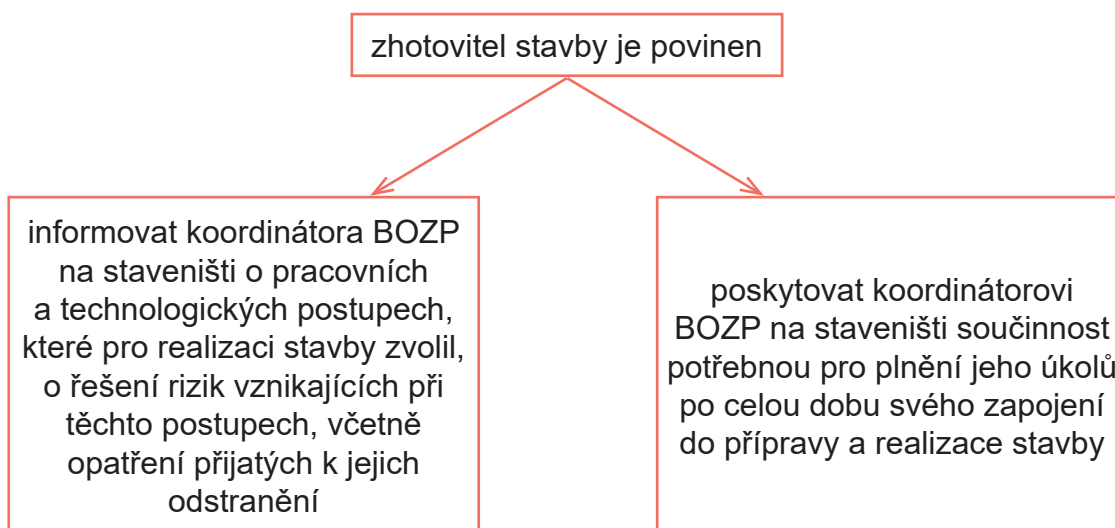 zhotovitel stavby je povinen
informovat koordinátora BOZP
na staveništi o pracovních
a technologických postupech,
které pro realizaci stavby zvolil,
o řešení rizik vznikajících při
těchto postupech, včetně
opatření přijatých k jejich
odstranění
poskytovat koordinátorovi
BOZP na staveništi součinnost
potřebnou pro plnění jeho úkolů
po celou dobu svého zapojení
do přípravy a realizace stavby